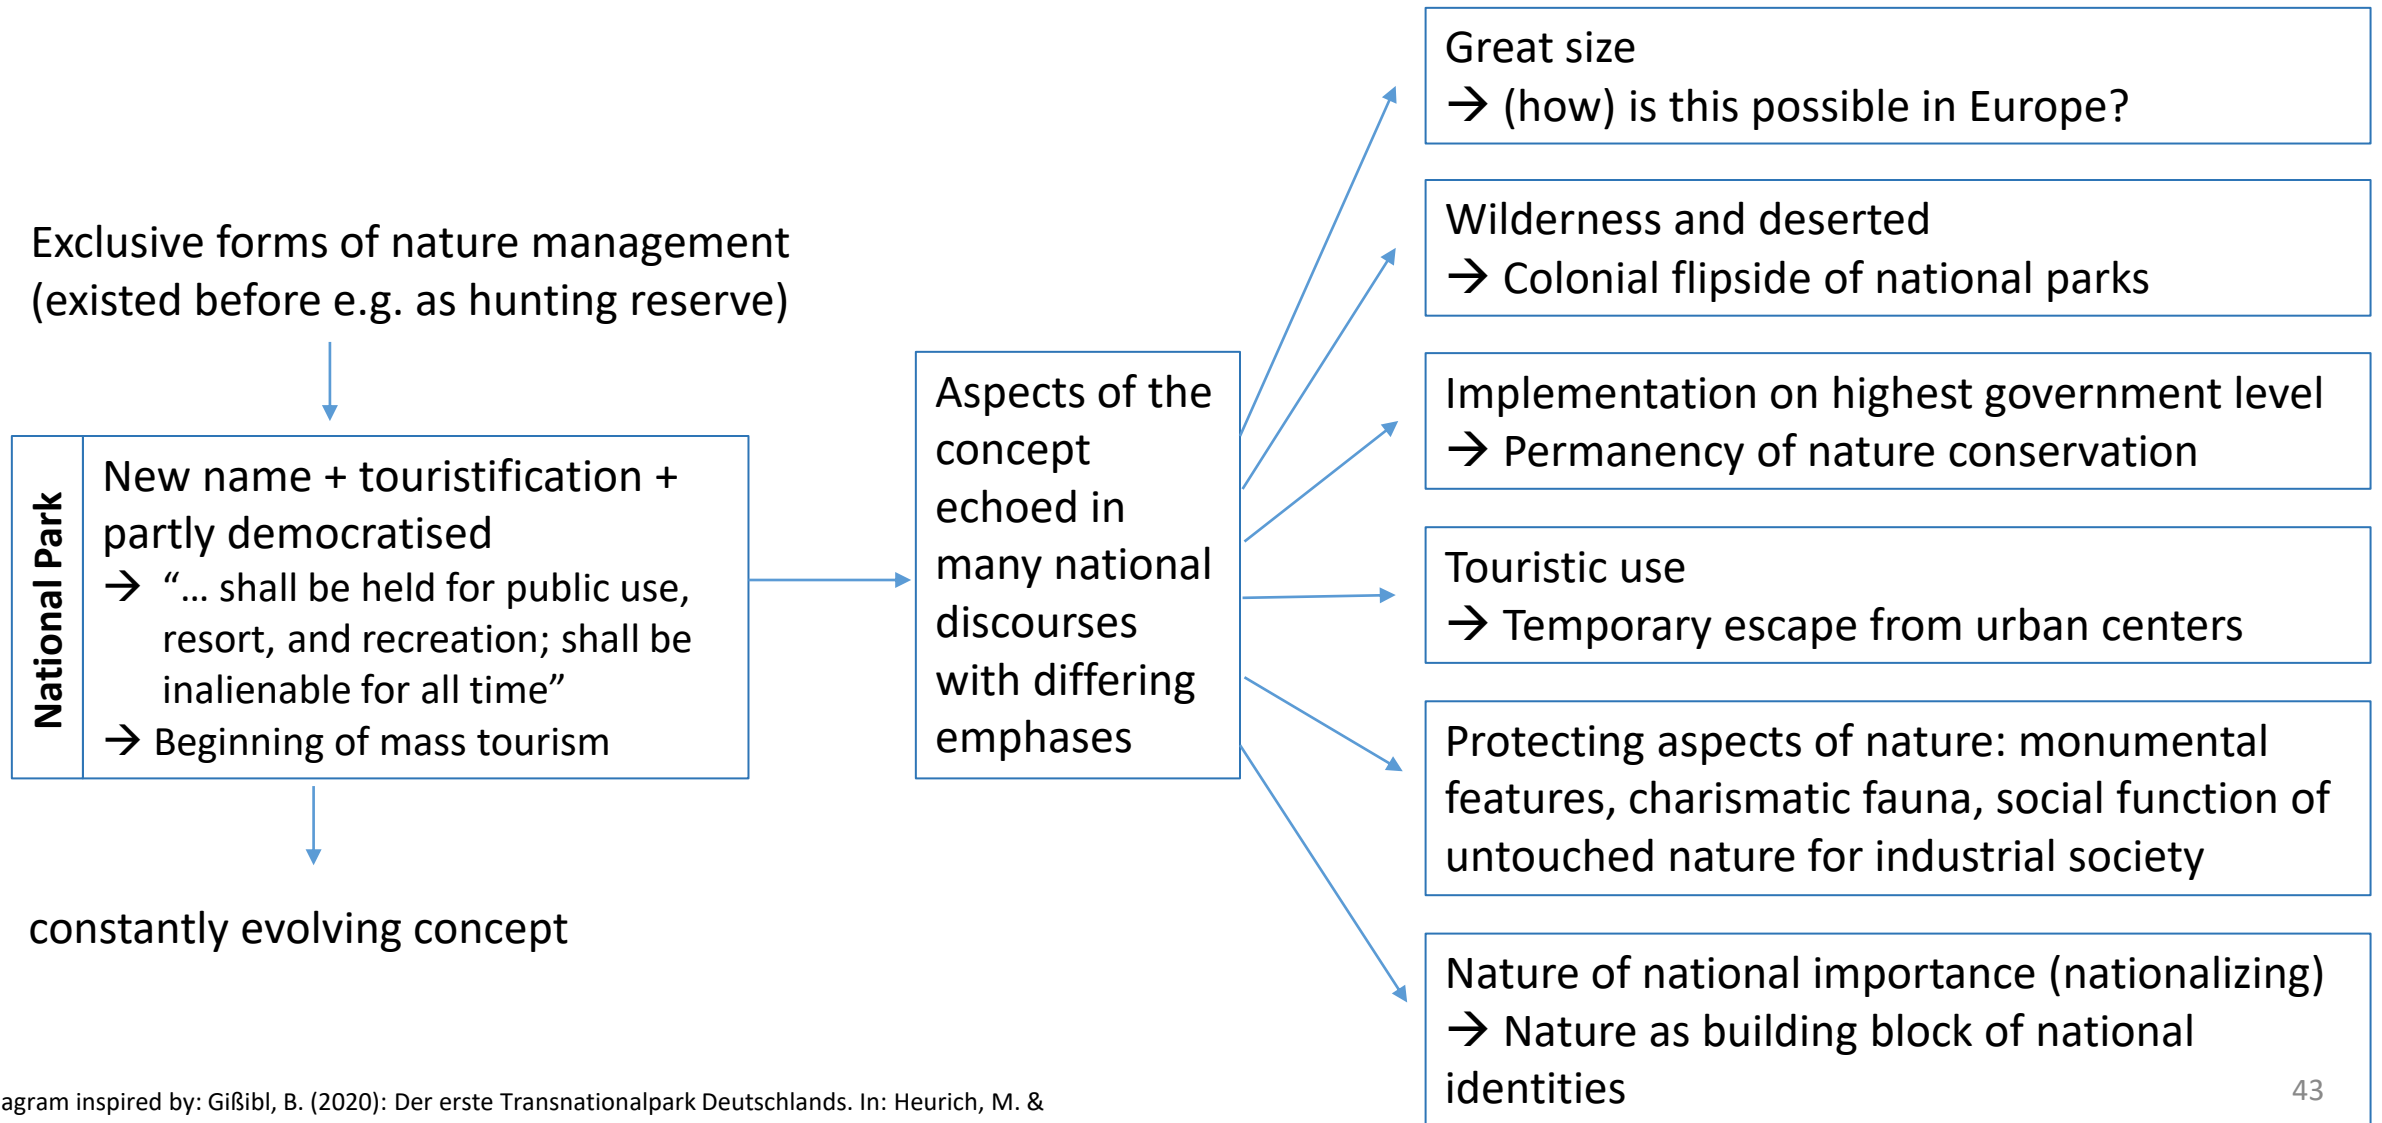 Exclusive forms of nature management
(existed before e.g. as hunting reserve)
National Park
New name + touristification +
partly democratised
→ “… shall be held for public use,
resort, and recreation; shall be
inalienable for all time”
→ Beginning of mass tourism
constantly evolving concept
Aspects of the
concept
echoed in
many national
discourses
with differing
emphases
Great size
→ (how) is this possible in Europe?
Wilderness and deserted
→ Colonial flipside of national parks
Implementation on highest government level
→ Permanency of nature conservation
Touristic use
→ Temporary escape from urban centers
Protecting aspects of nature: monumental
features, charismatic fauna, social function of
untouched nature for industrial society
Nature of national importance (nationalizing)
→ Nature as building block of national
identities
agram inspired by: Gißibl, B. (2020): Der erste Transnationalpark Deutschlands. In: Heurich, M. &
43